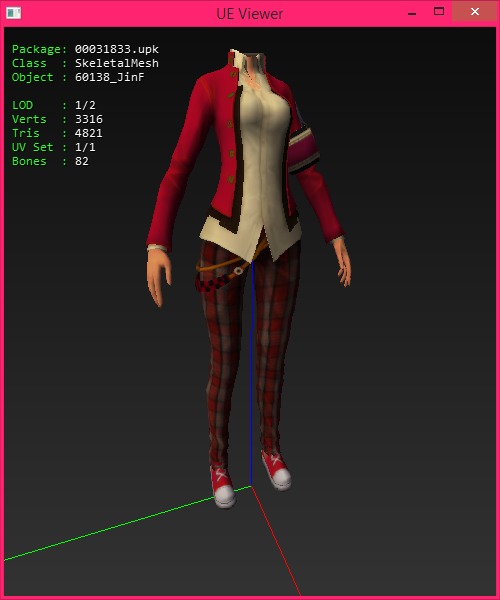 UE Viewer
Package: 00031833.upk
Class : SkeletalMesh
Object : 60138_JinF
LOD : 1/2
Verts : 3316
Tris : 4821
UV Set : 1/1
Bones : 82